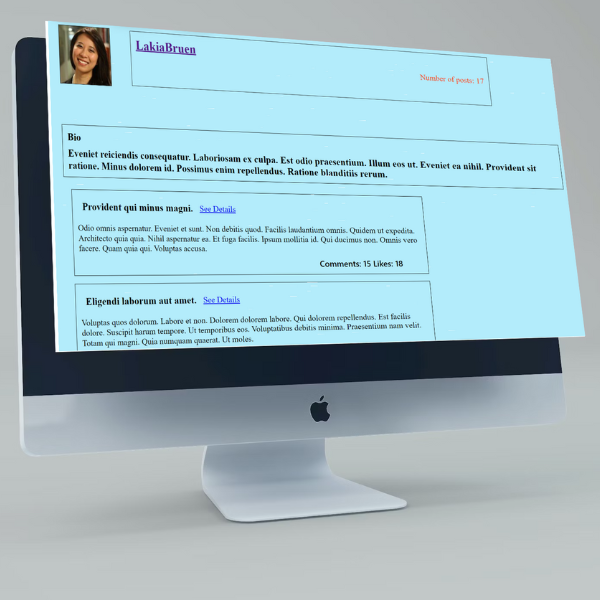 LakiaBruen
Number of posts: 17
Bio
Eveniet reiciendis consequatur. Laboriosam ex culpa. Est odio praesentium. Illum eos ut. Eveniet ea nihil. Provident sit
ratione. Minus dolorem id. Possimus enim repellendus. Ratione blanditiis rerum.
Provident qui minus magni. See Details
Odio omnis aspernatur. Eveniet et sunt. Non debitis quod. Facilis laudantium omnis. Quidem ut expedita.
Architecto quia quia. Nihil aspernatur ea. Et fuga facilis. Ipsum mollitia id. Qui ducimus non. Omnis vero
facere. Quam quia qui. Voluptas accusa.
Comments: 15 Likes: 18
Eligendi laborum aut amet. See Details
Voluptas quos dolorum. Labore et non. Dolorem dolorem labore. Qui dolorem repellendus. Est facilis
dolore. Suscipit harum tempore. Ut temporibus eos. Voluptatibus debitis minima. Praesentium nam velit.
Totam qui magni. Quia numquam quaerat. Ut moles.